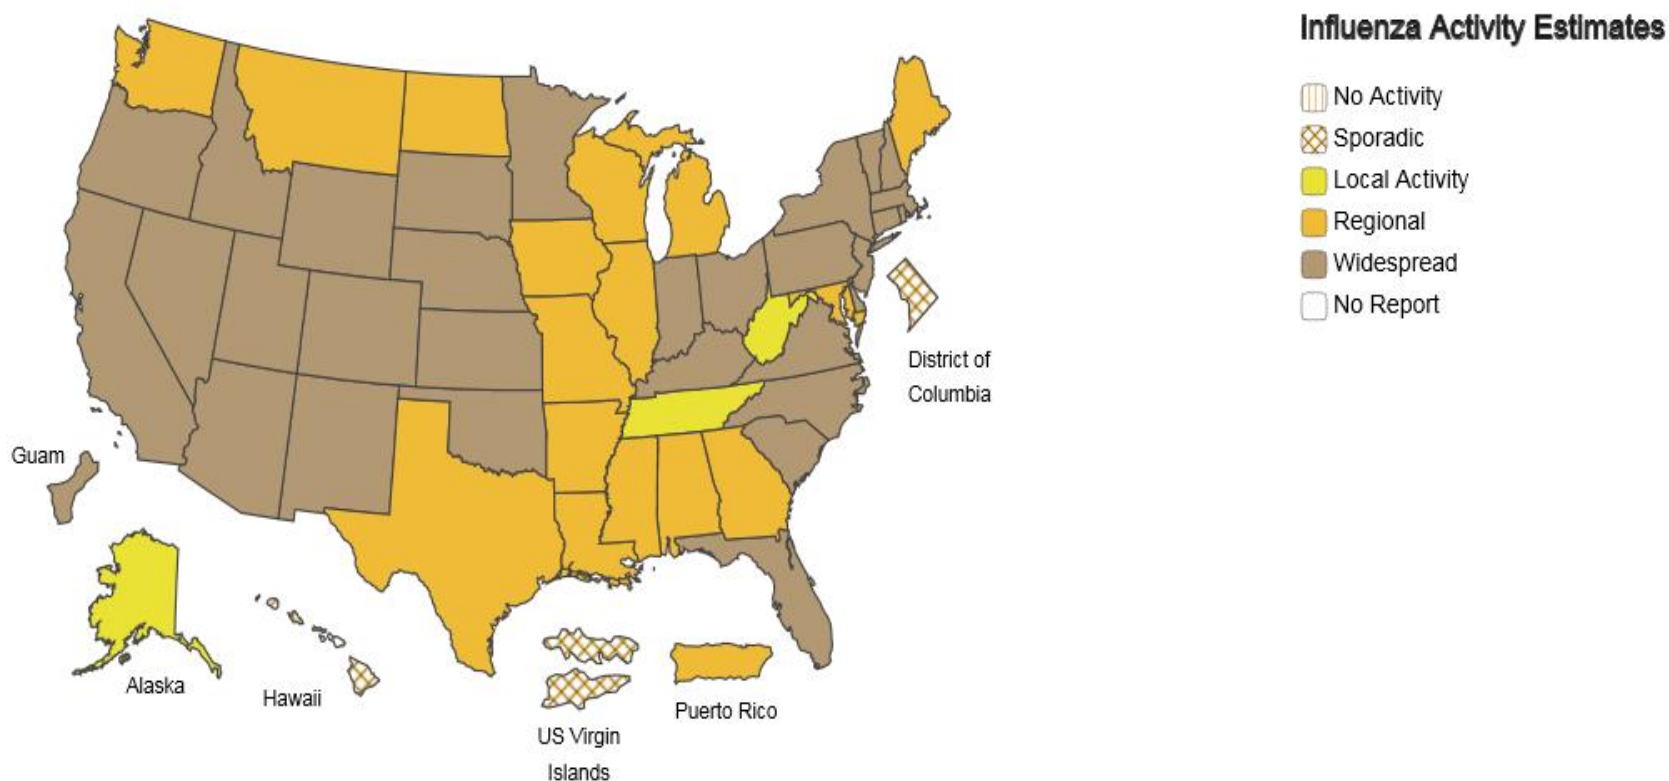 Influenza Activity Estimates
No Activity
Sporadic
Local Activity
Regional
Widespread
No Report
District of
Columbia
Guam
Alaska
Hawaii
US Virgin
Islands
Puerto Rico